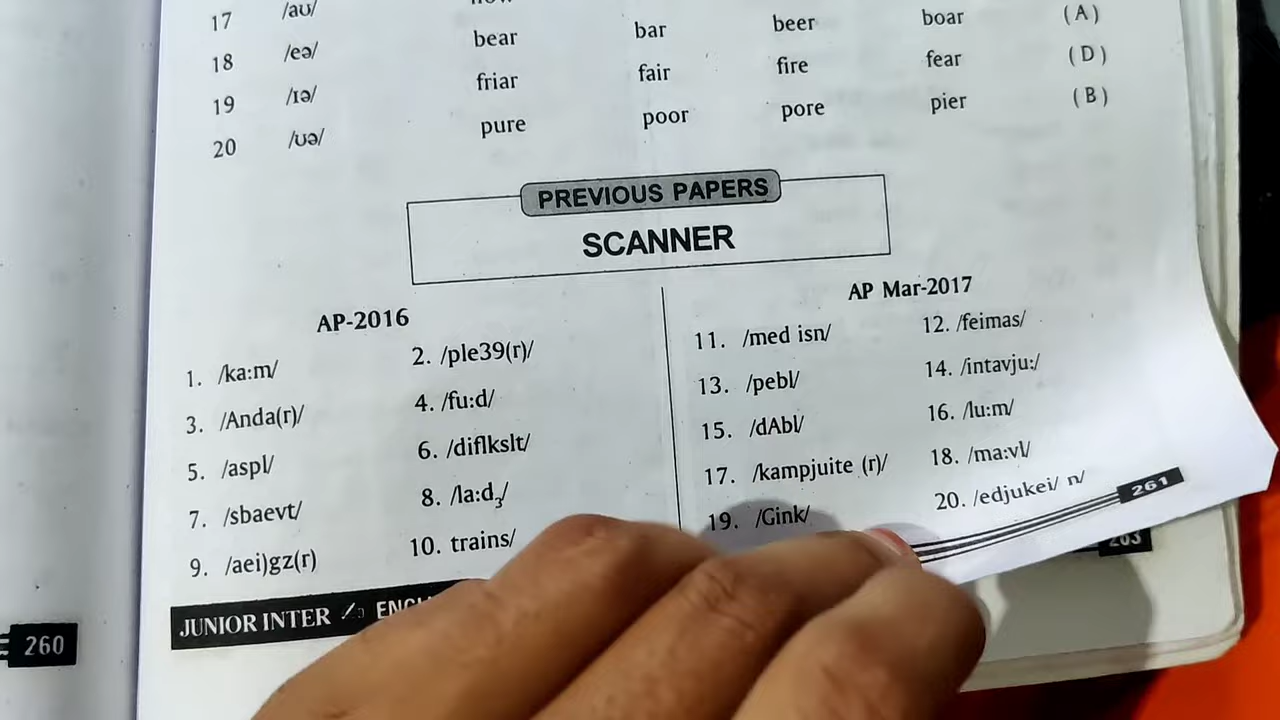 17 /aʊ/
18 /eə/ bear bar beer boar (A)
19 /ɪə/ friar fair fire fear (D)
20 /ʊə/ pure poor pore pier (B)
PREVIOUS PAPERS
SCANNER
AP-2016
1. /ka:m/ 2. /ple39(r)/
3. /Anda(r)/ 4. /fu:d/
5. /aspl/ 6. /diflkslt/
7. /sbaevt/ 8. /la:dʒ/
9. /aei)gz(r) 10. trains/
AP Mar-2017
11. /med isn/ 12. /feimas/
13. /pebl/ 14. /intavju:/
15. /dAbl/ 16. /lu:m/
17. /kampjuite (r)/ 18. /ma:vl/
19. /Gink/ 20. /edjukei/ n/
JUNIOR INTER
261
260